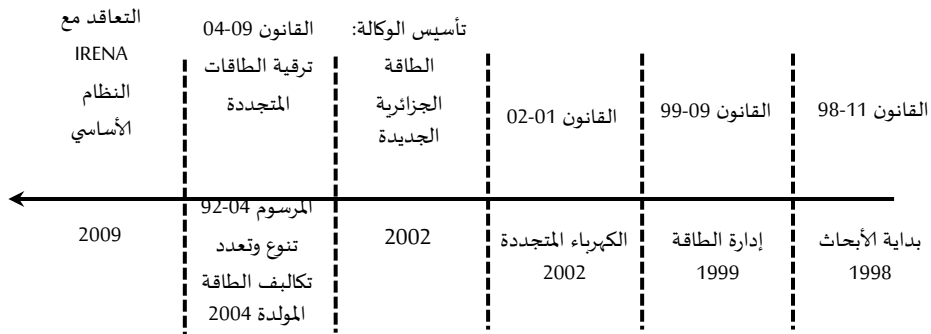 القانون 11-98
بداية الأبحاث
1998
القانون 09-99
إدارة الطاقة
1999
القانون 01-02
الكهرباء المتجددة
2002
تأسيس الوكالة:
الطاقة
الجزائرية
الجديدة
2002
القانون 09-04
ترقية الطاقات
المتجددة
المرسوم 04-92
تنوع وتعدد
تكاليف الطاقة
المولدة 2004
التعاقد مع
IRENA
النظام
الأساسي
2009